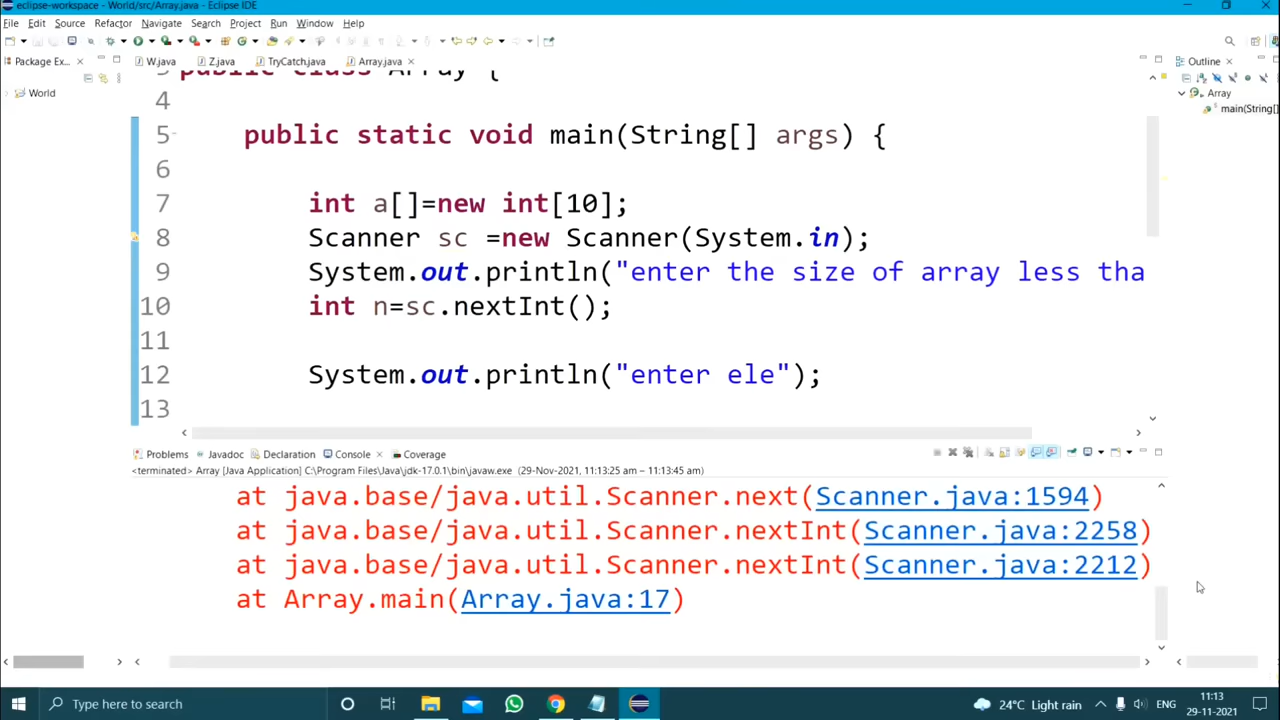 eclipse-workspace - World/src/Array.java - Eclipse IDE
File Edit Source Refactor Navigate Search Project Run Window Help
Package Ex... W.java Z.java TryCatch.java Array.java Outline
World
Array
main(String[]
public class Array {
4
5 public static void main(String[] args) {
6
7 int a[]=new int[10];
8 Scanner sc =new Scanner(System.in);
9 System.out.println("enter the size of array less tha
10 int n=sc.nextInt();
11
12 System.out.println("enter ele");
13
Problems Javadoc Declaration Console Coverage
<terminated> Array [Java Application] C:\Program Files\Java\jdk-17.0.1\bin\javaw.exe (29-Nov-2021, 11:13:25 am – 11:13:45 am)
at java.base/java.util.Scanner.next(Scanner.java:1594)
at java.base/java.util.Scanner.nextInt(Scanner.java:2258)
at java.base/java.util.Scanner.nextInt(Scanner.java:2212)
at Array.main(Array.java:17)
Type here to search
24°C Light rain
ENG
11:13
29-11-2021